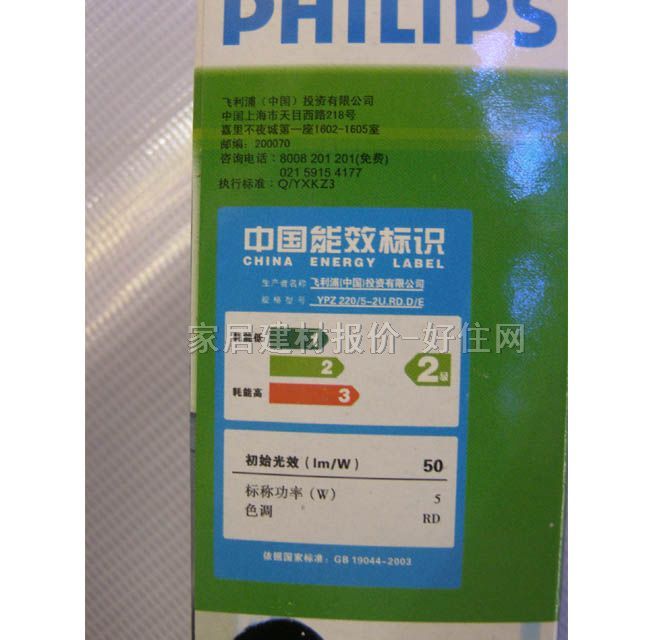 PHILIPS
飞利浦（中国）投资有限公司
中国上海市天目西路218号
嘉里不夜城第一座1602-1605室
邮编：200070
咨询电话：8008 201 201(免费)
021 5915 4177
执行标准：Q/YXKZ3
中国能效标识
CHINA ENERGY LABEL
生产者名称 飞利浦(中国)投资有限公司
规格型号 YPZ 220/5-2U.RD.D/E
家居建材报价-好住网
耗能低 1
2 2级
耗能高 3
初始光效（lm/W） 50
标称功率（W） 5
色调 RD
依据国家标准：GB 19044-2003